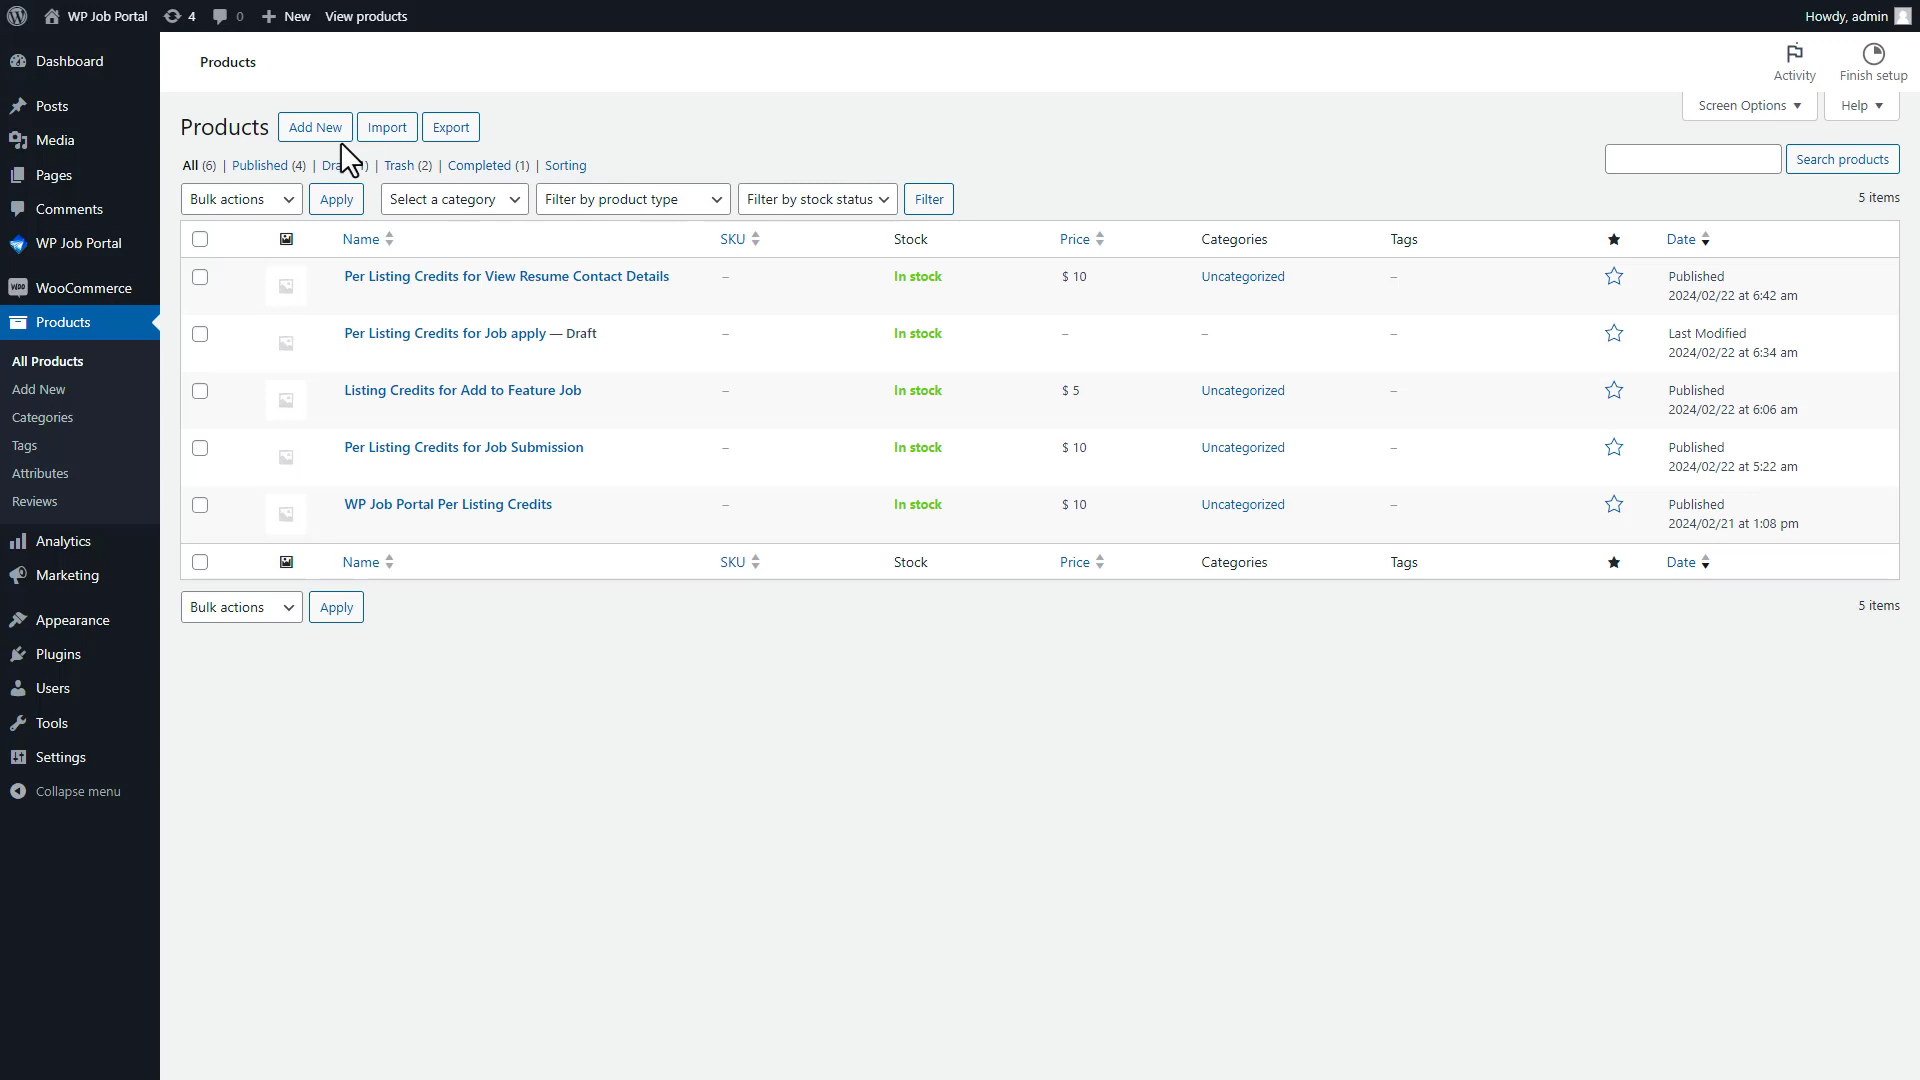 WP Job Portal 4 0 New View products Howdy, admin
Dashboard
Posts
Media
Pages
Comments
WP Job Portal
WooCommerce
Products
All Products
Add New
Categories
Tags
Attributes
Reviews
Analytics
Marketing
Appearance
Plugins
Users
Tools
Settings
Collapse menu
Products
Activity Finish setup
Screen Options Help
Products Add New Import Export
All (6) | Published (4) | | Trash (2) | Completed (1) | Sorting
Search products
Bulk actions Apply Select a category Filter by product type Filter by stock status Filter 5 items
Name SKU Stock Price Categories Tags Date
Per Listing Credits for View Resume Contact Details – In stock $ 10 Uncategorized – Published
2024/02/22 at 6:42 am
Per Listing Credits for Job apply — Draft – In stock – – – Last Modified
2024/02/22 at 6:34 am
Listing Credits for Add to Feature Job – In stock $ 5 Uncategorized – Published
2024/02/22 at 6:06 am
Per Listing Credits for Job Submission – In stock $ 10 Uncategorized – Published
2024/02/22 at 5:22 am
WP Job Portal Per Listing Credits – In stock $ 10 Uncategorized – Published
2024/02/21 at 1:08 pm
Name SKU Stock Price Categories Tags Date
Bulk actions Apply 5 items